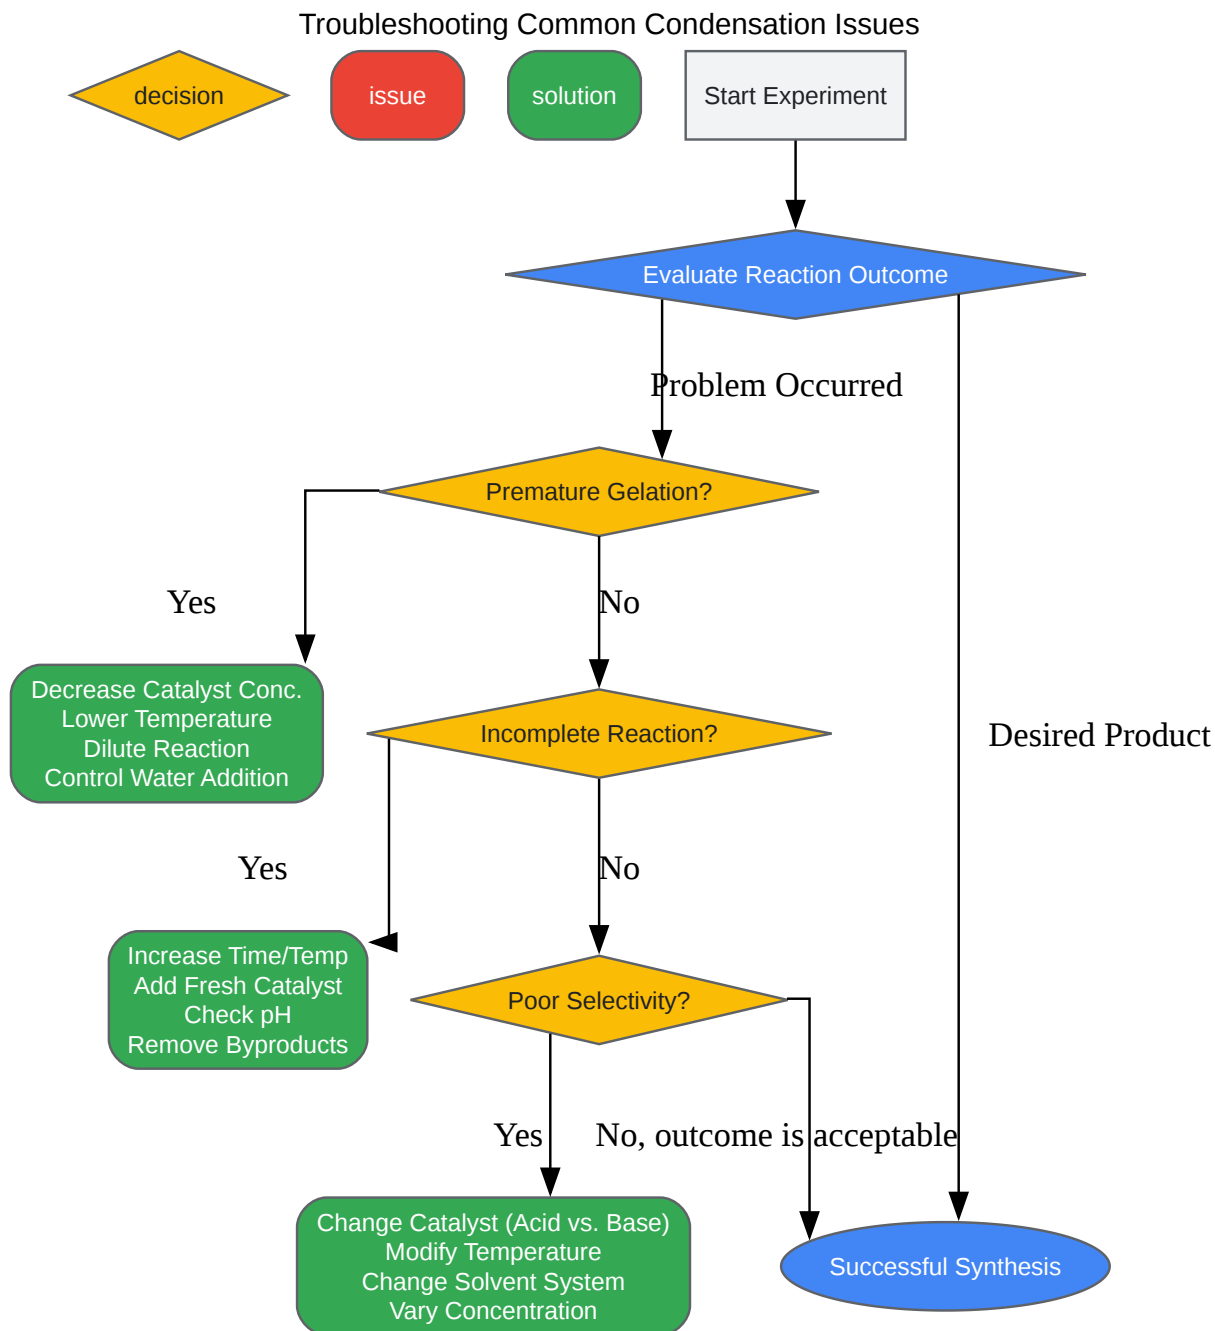 Troubleshooting Common Condensation Issues
decision
issue
solution
Start Experiment
Evaluate Reaction Outcome
Problem Occurred
Premature Gelation?
Yes
No
Decrease Catalyst Conc.
Lower Temperature
Dilute Reaction
Control Water Addition
Incomplete Reaction?
Desired Product
Yes
No
Increase Time/Temp
Add Fresh Catalyst
Check pH
Remove Byproducts
Poor Selectivity?
Yes
No, outcome is acceptable
Change Catalyst (Acid vs. Base)
Modify Temperature
Change Solvent System
Vary Concentration
Successful Synthesis